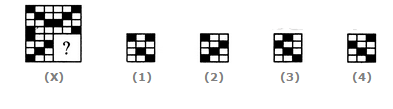 ?
(X) (1) (2) (3) (4)